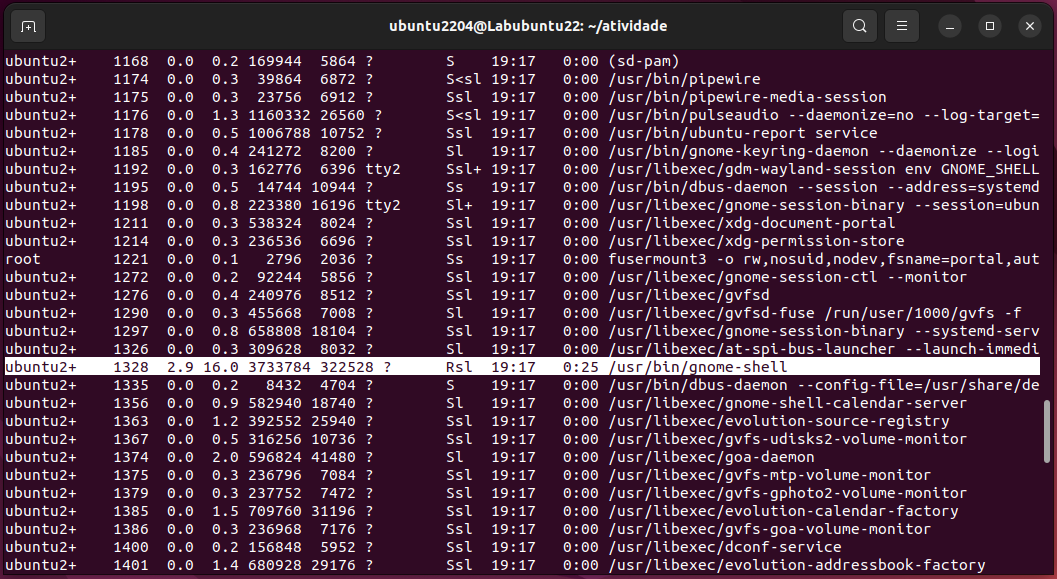 ubuntu2204@Labubuntu22: ~/atividade
ubuntu2+    1168  0.0  0.2 169944  5864 ?        S    19:17   0:00 (sd-pam)
ubuntu2+    1174  0.0  0.3  39864  6872 ?        S<sl 19:17   0:00 /usr/bin/pipewire
ubuntu2+    1175  0.0  0.3  23756  6912 ?        Ssl  19:17   0:00 /usr/bin/pipewire-media-session
ubuntu2+    1176  0.0  1.3 1160332 26560 ?       S<sl 19:17   0:00 /usr/bin/pulseaudio --daemonize=no --log-target=
ubuntu2+    1178  0.0  0.5 1006788 10752 ?       Ssl  19:17   0:00 /usr/bin/ubuntu-report service
ubuntu2+    1185  0.0  0.4 241272  8200 ?        Sl   19:17   0:00 /usr/bin/gnome-keyring-daemon --daemonize --logi
ubuntu2+    1192  0.0  0.3 162776  6396 tty2     Ssl+ 19:17   0:00 /usr/libexec/gdm-wayland-session env GNOME_SHELL
ubuntu2+    1195  0.0  0.5  14744 10944 ?        Ss   19:17   0:00 /usr/bin/dbus-daemon --session --address=systemd
ubuntu2+    1198  0.0  0.8 223380 16196 tty2     Sl+  19:17   0:00 /usr/libexec/gnome-session-binary --session=ubun
ubuntu2+    1211  0.0  0.3 538324  8024 ?        Ssl  19:17   0:00 /usr/libexec/xdg-document-portal
ubuntu2+    1214  0.0  0.3 236536  6696 ?        Ssl  19:17   0:00 /usr/libexec/xdg-permission-store
root        1221  0.0  0.1   2796  2036 ?        Ss   19:17   0:00 fusermount3 -o rw,nosuid,nodev,fsname=portal,aut
ubuntu2+    1272  0.0  0.2  92244  5856 ?        Ssl  19:17   0:00 /usr/libexec/gnome-session-ctl --monitor
ubuntu2+    1276  0.0  0.4 240976  8512 ?        Ssl  19:17   0:00 /usr/libexec/gvfsd
ubuntu2+    1290  0.0  0.3 455668  7008 ?        Sl   19:17   0:00 /usr/libexec/gvfsd-fuse /run/user/1000/gvfs -f
ubuntu2+    1297  0.0  0.8 658808 18104 ?        Ssl  19:17   0:00 /usr/libexec/gnome-session-binary --systemd-serv
ubuntu2+    1326  0.0  0.3 309628  8032 ?        Sl   19:17   0:00 /usr/libexec/at-spi-bus-launcher --launch-immedi
ubuntu2+    1328  2.9 16.0 3733784 322528 ?      Rsl  19:17   0:25 /usr/bin/gnome-shell
ubuntu2+    1335  0.0  0.2   8432  4704 ?        S    19:17   0:00 /usr/bin/dbus-daemon --config-file=/usr/share/de
ubuntu2+    1356  0.0  0.9 582940 18740 ?        Sl   19:17   0:00 /usr/libexec/gnome-shell-calendar-server
ubuntu2+    1363  0.0  1.2 392552 25940 ?        Ssl  19:17   0:00 /usr/libexec/evolution-source-registry
ubuntu2+    1367  0.0  0.5 316256 10736 ?        Ssl  19:17   0:00 /usr/libexec/gvfs-udisks2-volume-monitor
ubuntu2+    1374  0.0  2.0 596824 41480 ?        Sl   19:17   0:00 /usr/libexec/goa-daemon
ubuntu2+    1375  0.0  0.3 236796  7084 ?        Ssl  19:17   0:00 /usr/libexec/gvfs-mtp-volume-monitor
ubuntu2+    1379  0.0  0.3 237752  7472 ?        Ssl  19:17   0:00 /usr/libexec/gvfs-gphoto2-volume-monitor
ubuntu2+    1385  0.0  1.5 709760 31196 ?        Ssl  19:17   0:00 /usr/libexec/evolution-calendar-factory
ubuntu2+    1386  0.0  0.3 236968  7176 ?        Ssl  19:17   0:00 /usr/libexec/gvfs-goa-volume-monitor
ubuntu2+    1400  0.0  0.2 156848  5952 ?        Ssl  19:17   0:00 /usr/libexec/dconf-service
ubuntu2+    1401  0.0  1.4 680928 29176 ?        Ssl  19:17   0:00 /usr/libexec/evolution-addressbook-factory